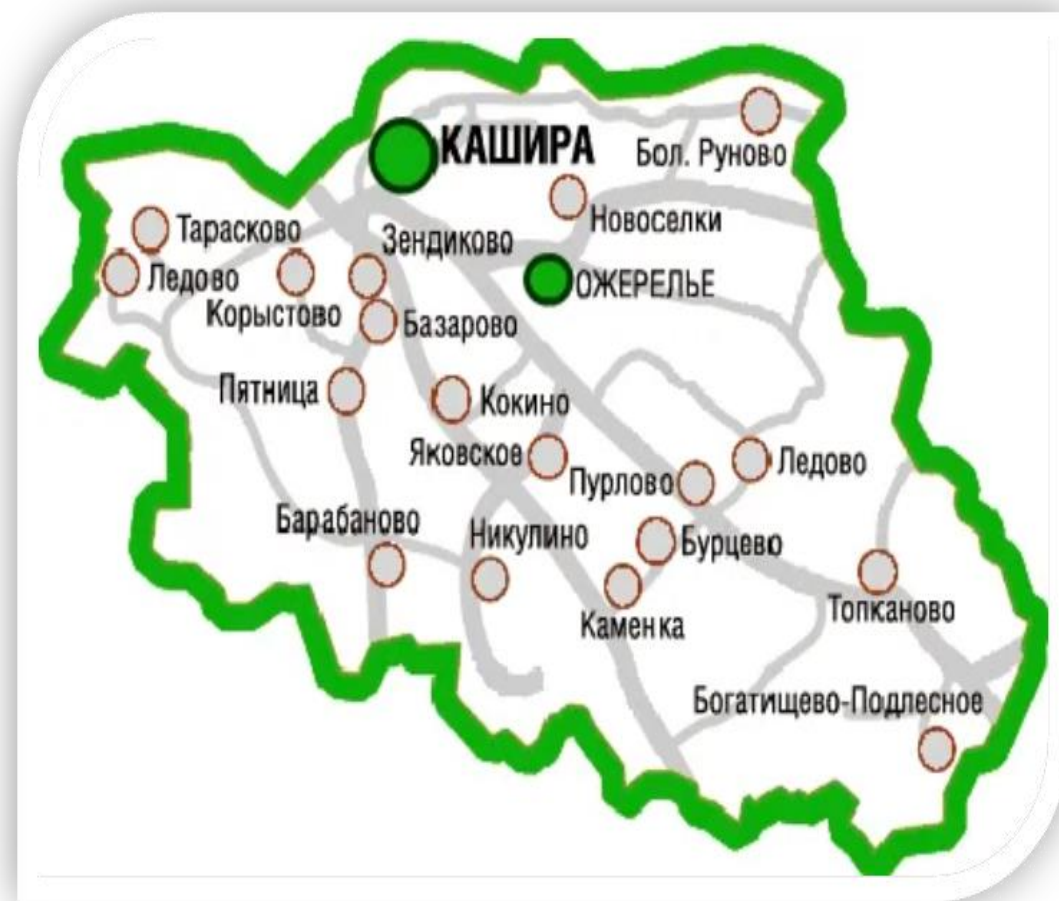 КАШИРА
Бол. Руново
Новоселки
Тарасково
Зендиково
Ледово
ОЖЕРЕЛЬЕ
Корыстово
Базарово
Пятница
Кокино
Яковское
Ледово
Пурлово
Барабаново
Никулино
Бурцево
Топканово
Каменка
Богатищево-Подлесное